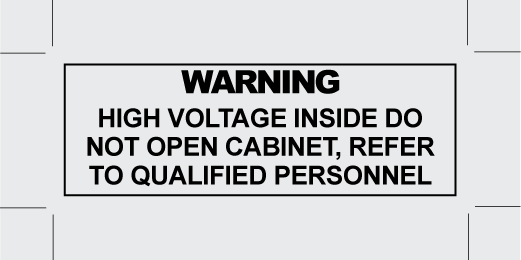 WARNING
HIGH VOLTAGE INSIDE DO
NOT OPEN CABINET, REFER
TO QUALIFIED PERSONNEL